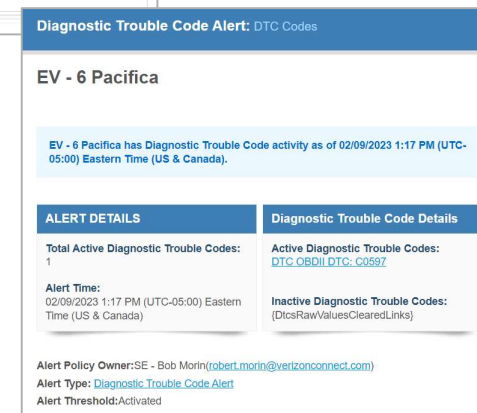 Diagnostic Trouble Code Alert: DTC Codes
EV - 6 Pacifica
EV - 6 Pacifica has Diagnostic Trouble Code activity as of 02/09/2023 1:17 PM (UTC-
05:00) Eastern Time (US & Canada).
ALERT DETAILS
Total Active Diagnostic Trouble Codes:
1
Alert Time:
02/09/2023 1:17 PM (UTC-05:00) Eastern
Time (US & Canada)
Diagnostic Trouble Code Details
Active Diagnostic Trouble Codes:
DTC OBDII DTC: C0597
Inactive Diagnostic Trouble Codes:
{DtcsRawValuesClearedLinks}
Alert Policy Owner:SE - Bob Morin(robert.morin@verizonconnect.com)
Alert Type: Diagnostic Trouble Code Alert
Alert Threshold:Activated